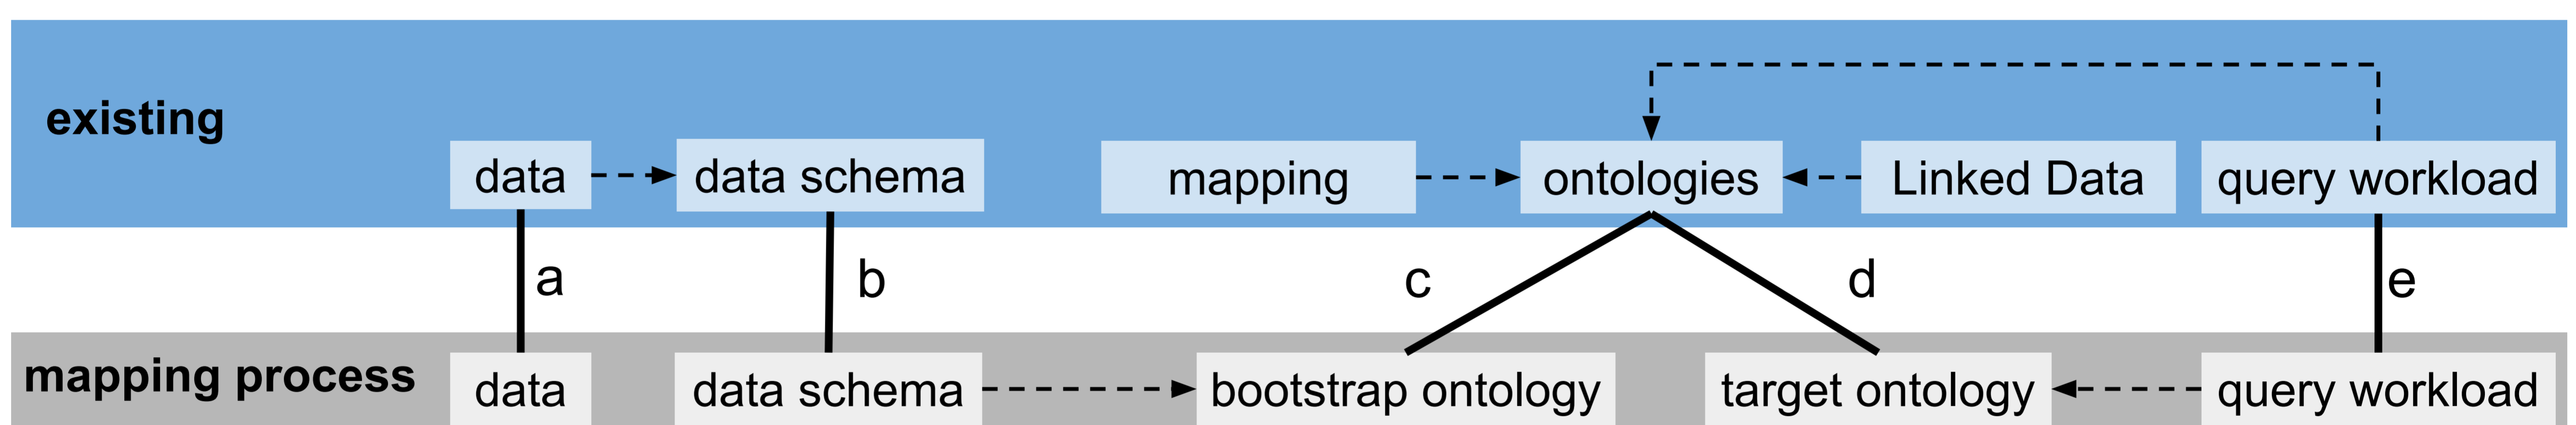 existing
data
data schema
mapping
ontologies
Linked Data
query workload
a
b
c
d
e
mapping process
data
data schema
bootstrap ontology
target ontology
query workload